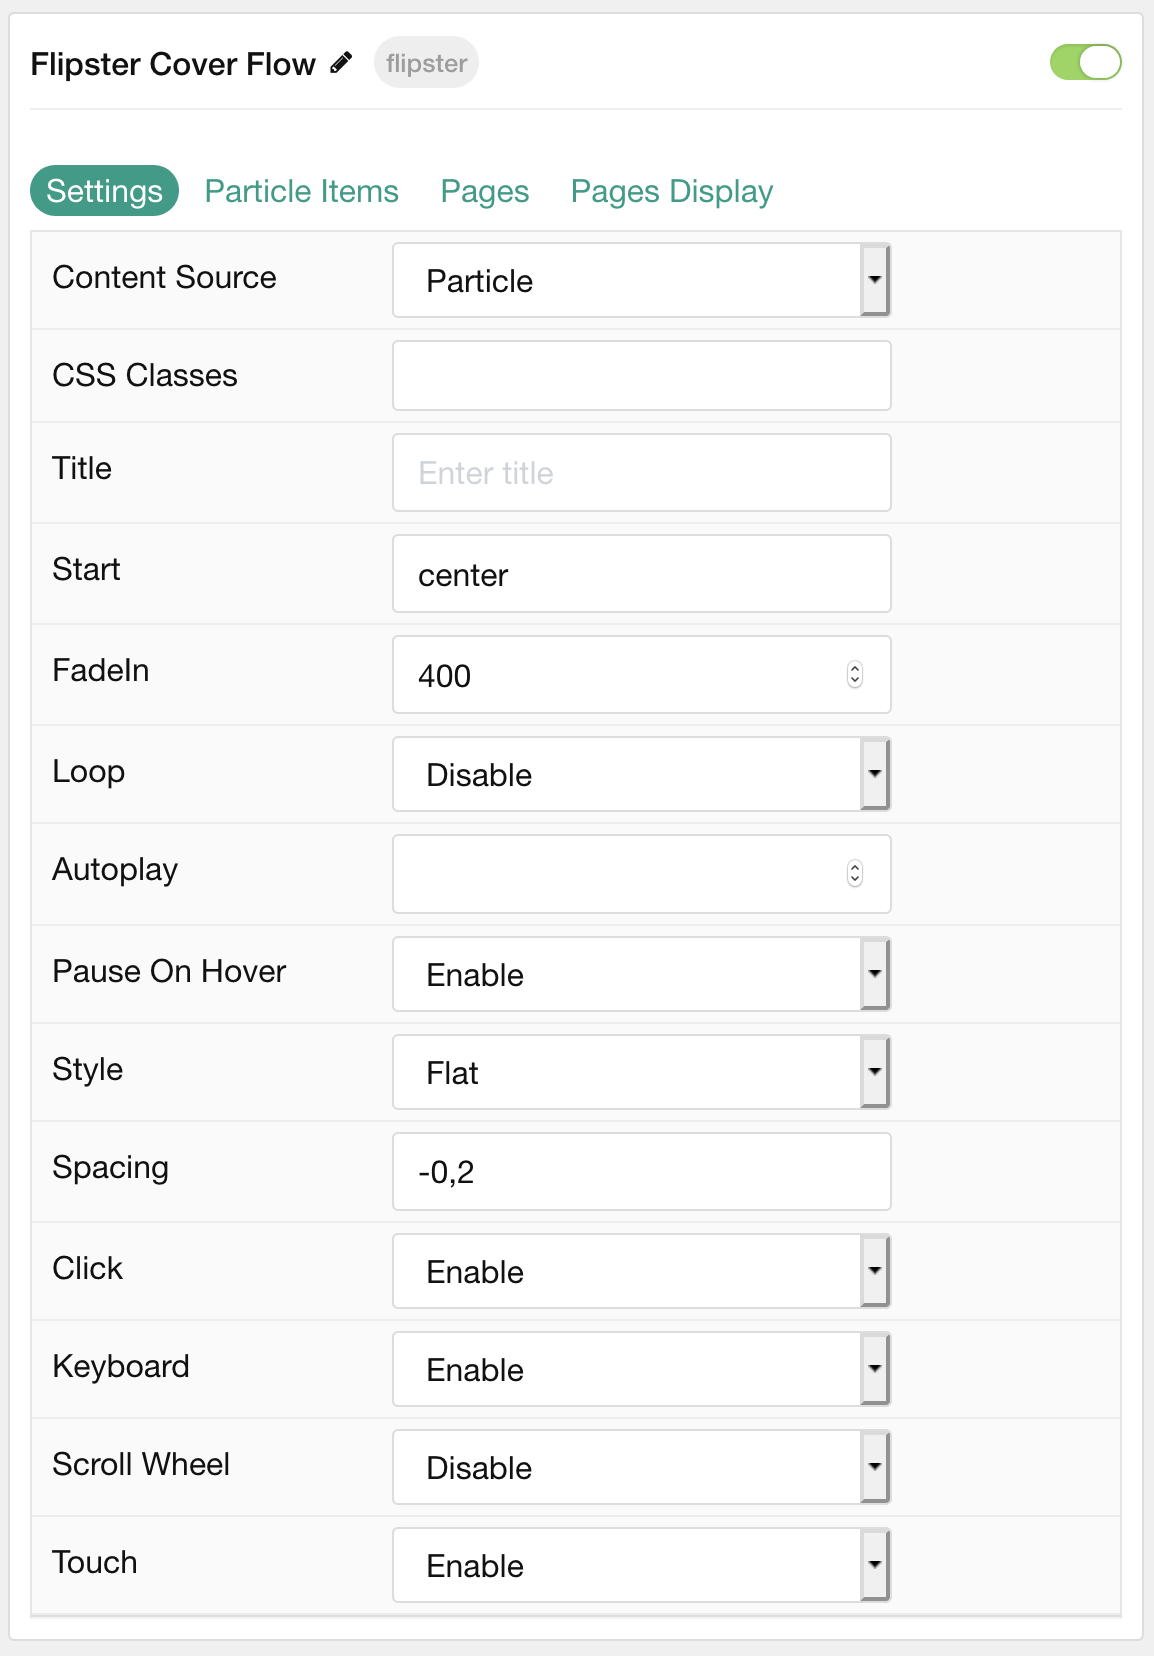 Flipster Cover Flow flipster
Settings Particle Items Pages Pages Display
Content Source Particle
CSS Classes
Title Enter title
Start center
FadeIn 400
Loop Disable
Autoplay
Pause On Hover Enable
Style Flat
Spacing -0,2
Click Enable
Keyboard Enable
Scroll Wheel Disable
Touch Enable